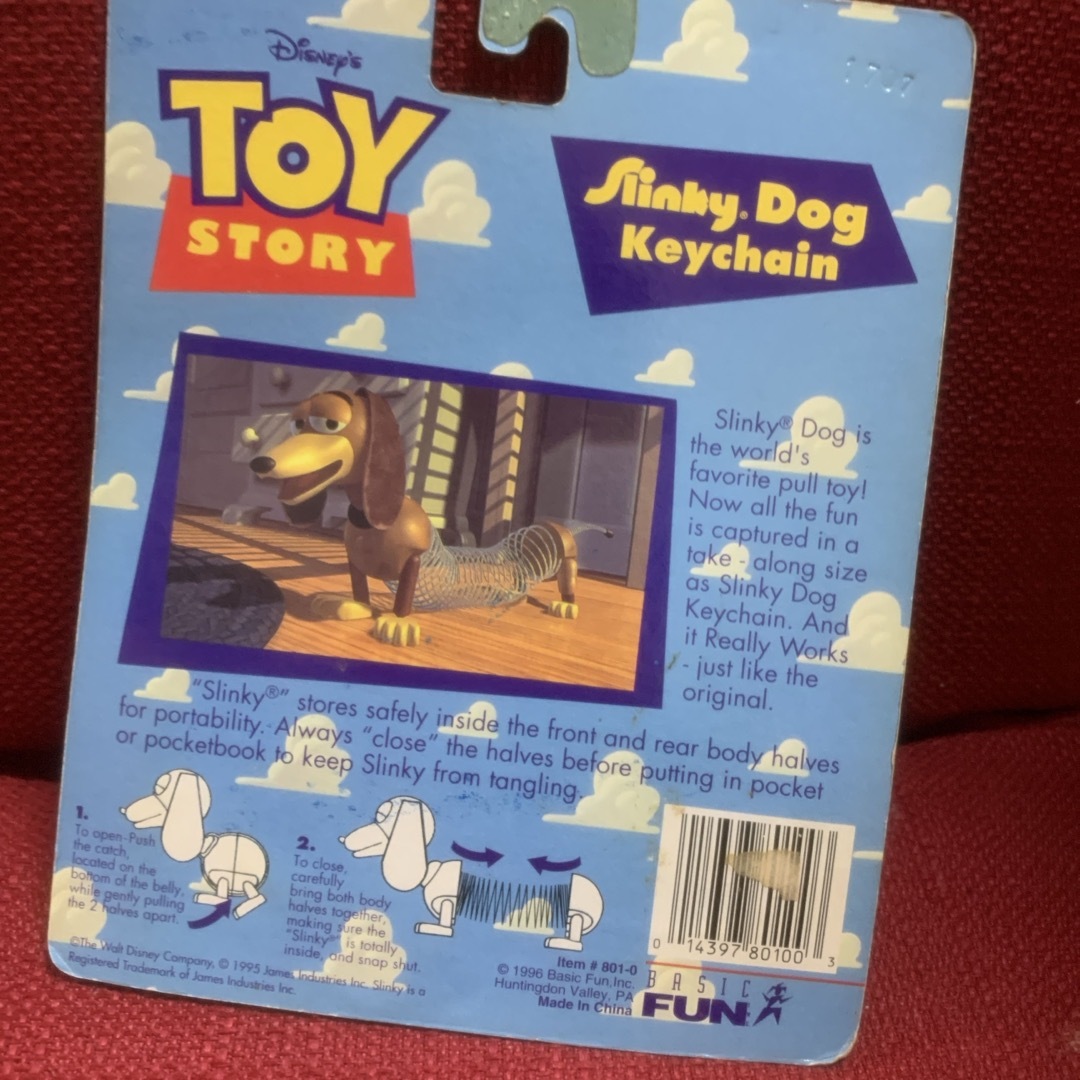 Disney's
TOY
STORY
Slinky® Dog
Keychain
Slinky® Dog is
the world's
favorite pull toy!
Now all the fun
is captured in a
take - along size
as Slinky Dog
Keychain. And
it Really Works
- just like the
original.
"Slinky®" stores safely inside the front and rear body halves
for portability. Always "close" the halves before putting in pocket
or pocketbook to keep Slinky from tangling.
1.
To open-Push
the catch,
located on the
bottom of the belly,
while gently pulling
the 2 halves apart.
2.
To close,
carefully
bring both body
halves together,
making sure the
"Slinky®" is totally
inside, and snap shut.
©The Walt Disney Company, © 1995 James Industries Inc. Slinky is a
Registered Trademark of James Industries Inc.
Item # 801-0
© 1996 Basic Fun, Inc.
Huntingdon Valley, PA
Made In China
0 14397 80100 3
BASIC
FUN